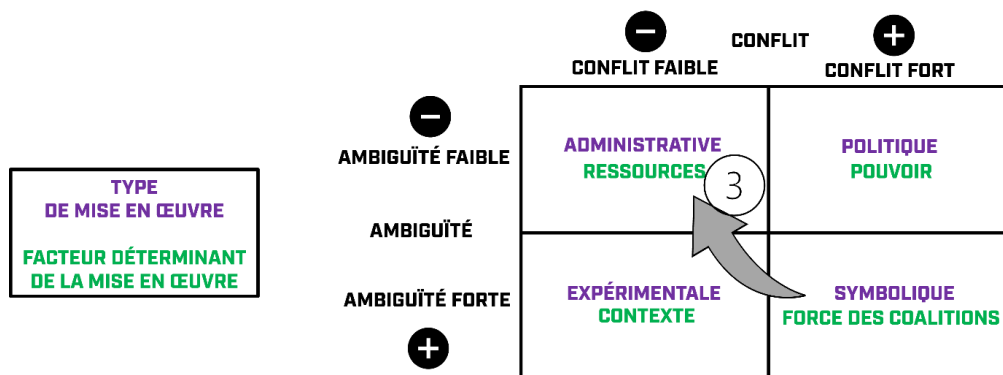 −
CONFLIT
+
CONFLIT FAIBLE
CONFLIT FORT
−
AMBIGUÏTÉ FAIBLE
ADMINISTRATIVE
RESSOURCES
POLITIQUE
POUVOIR
3
TYPE
DE MISE EN ŒUVRE
FACTEUR DÉTERMINANT
DE LA MISE EN ŒUVRE
AMBIGUÏTÉ
AMBIGUÏTÉ FORTE
+
EXPÉRIMENTALE
CONTEXTE
SYMBOLIQUE
FORCE DES COALITIONS